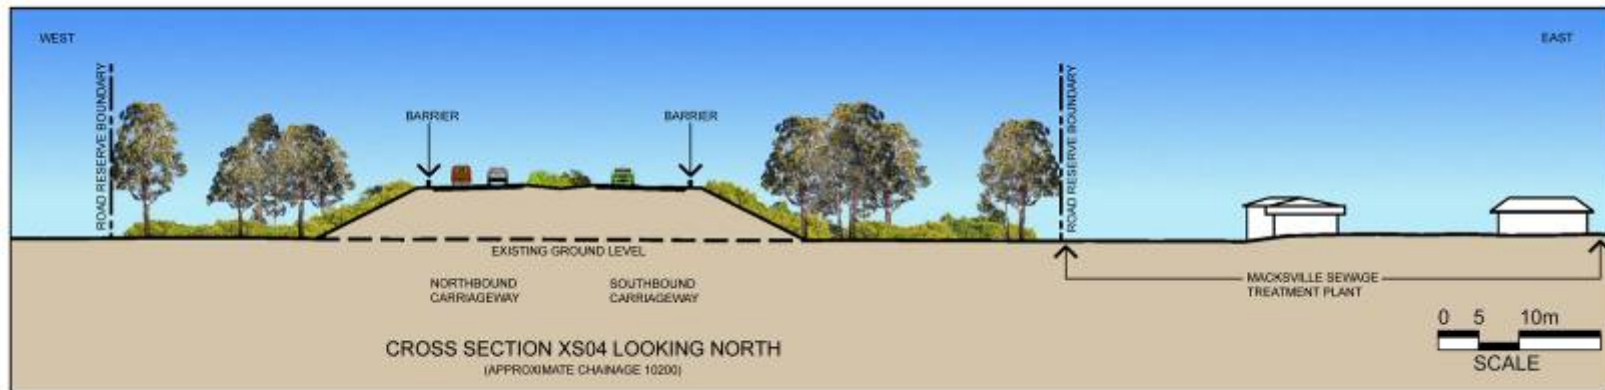 WEST
EAST
ROAD RESERVE BOUNDARY
BARRIER
BARRIER
ROAD RESERVE BOUNDARY
EXISTING GROUND LEVEL
NORTHBOUND
CARRIAGEWAY
SOUTHBOUND
CARRIAGEWAY
MACKSVILLE SEWAGE
TREATMENT PLANT
CROSS SECTION XS04 LOOKING NORTH
(APPROXIMATE CHAINAGE 10200)
0 5 10m
SCALE